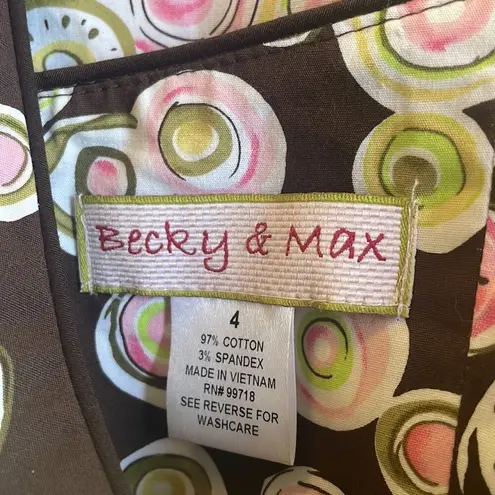 Becky & Max
4
97% COTTON
3% SPANDEX
MADE IN VIETNAM
RN# 99718
SEE REVERSE FOR
WASHCARE